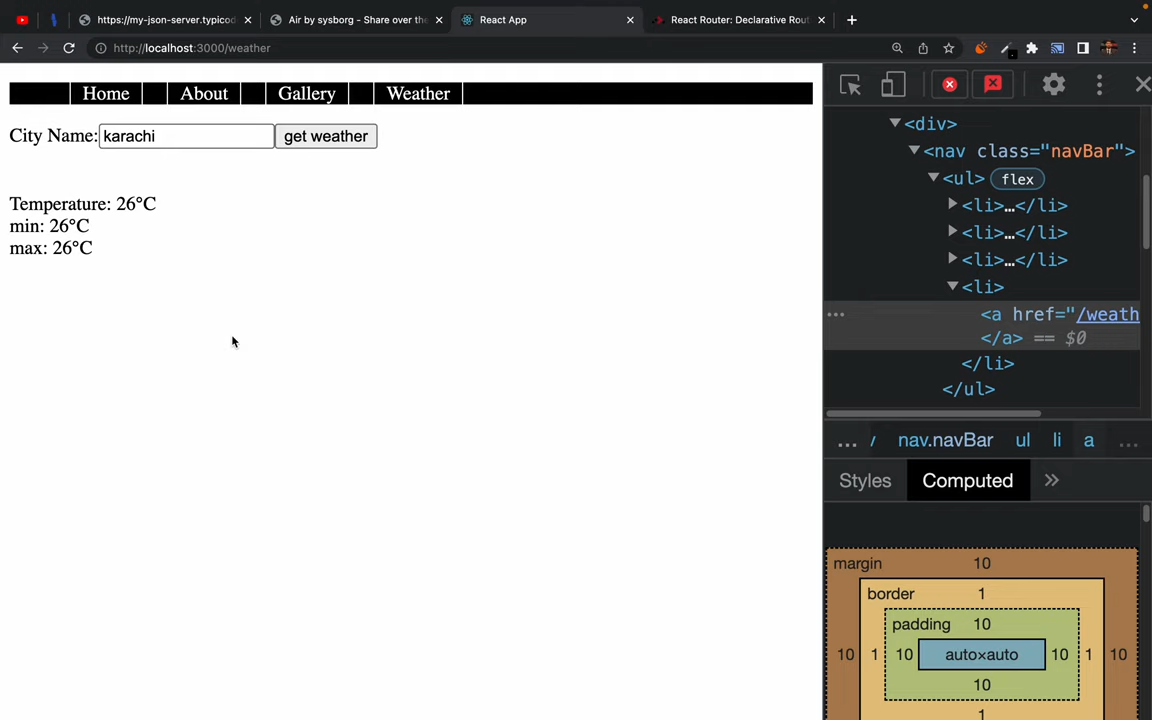 https://my-json-server.typicod
Air by sysborg - Share over the
React App
React Router: Declarative Rout
http://localhost:3000/weather
Home About Gallery Weather
City Name: karachi get weather
Temperature: 26°C
min: 26°C
max: 26°C
<div>
<nav class="navBar">
<ul> flex
<li>…</li>
<li>…</li>
<li>…</li>
<li>
<a href="/weath
</a> == $0
</li>
</ul>
… v nav.navBar ul li a …
Styles Computed »
margin 10
border 1
padding 10
10 1 10 auto×auto 10 1 10
10
1